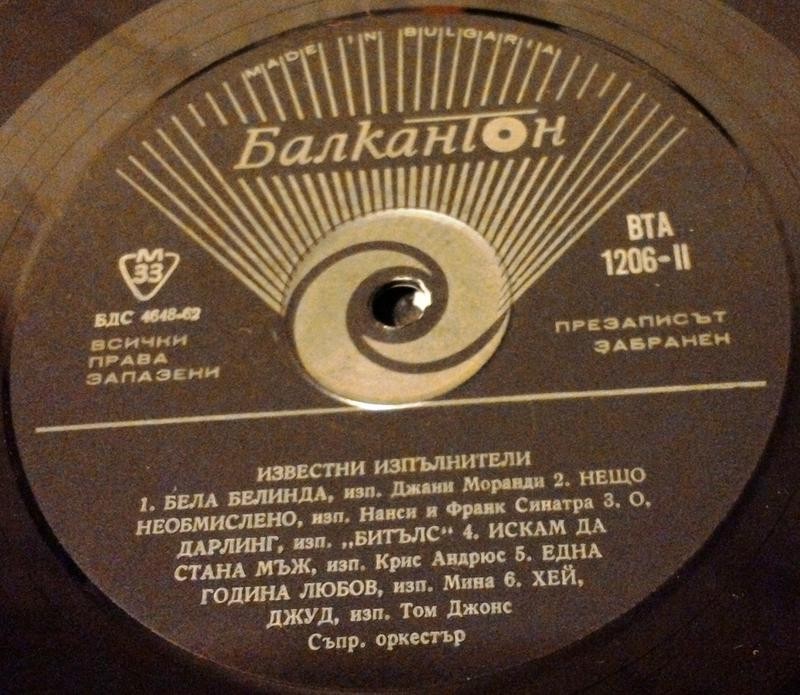 MADE IN BULGARIA
Балкантон
М
33
БДС 4648-62
ВСИЧКИ
ПРАВА
ЗАПАЗЕНИ
ВТА
1206-II
ПРЕЗАПИСЪТ
ЗАБРАНЕН
ИЗВЕСТНИ ИЗПЪЛНИТЕЛИ
1. БЕЛА БЕЛИНДА, изп. Джани Моранди 2. НЕЩО
НЕОБМИСЛЕНО, изп. Нанси и Франк Синатра 3. О,
ДАРЛИНГ, изп. „БИТЪЛС“ 4. ИСКАМ ДА
СТАНА МЪЖ, изп. Крис Андрюс 5. ЕДНА
ГОДИНА ЛЮБОВ, изп. Мина 6. ХЕЙ,
ДЖУД, изп. Том Джонс
Съпр. оркестър